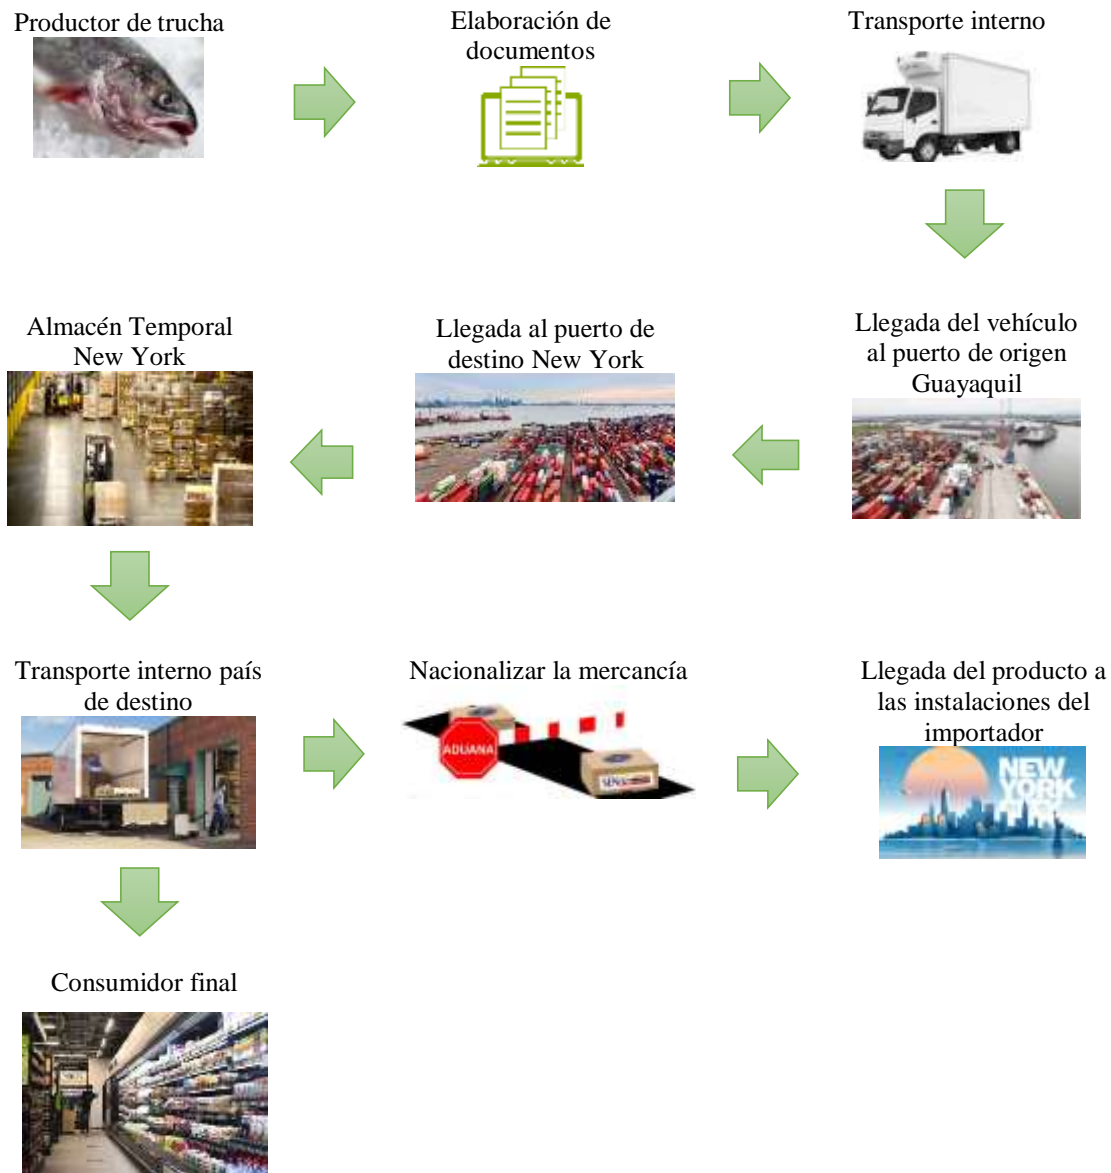 Productor de trucha
Elaboración de
documentos
Transporte interno
Almacén Temporal
New York
Llegada al puerto de
destino New York
Llegada del vehículo
al puerto de origen
Guayaquil
Transporte interno país
de destino
Nacionalizar la mercancía
ADUANA
Llegada del producto a
las instalaciones del
importador
NEW
YORK
Consumidor final